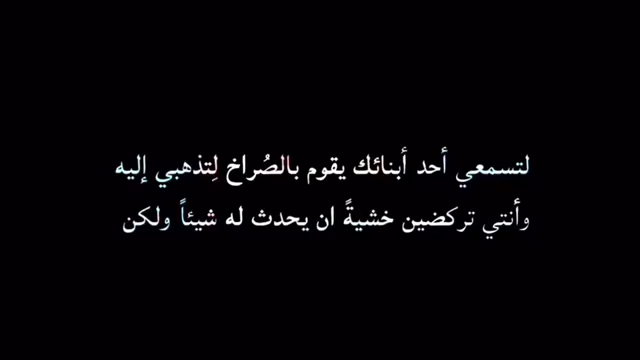 لتسمعي أحد أبنائك يقوم بالصُراخ لِتذهبي إليه
وأنتي تركضين خشيةً ان يحدث له شيئاً ولكن